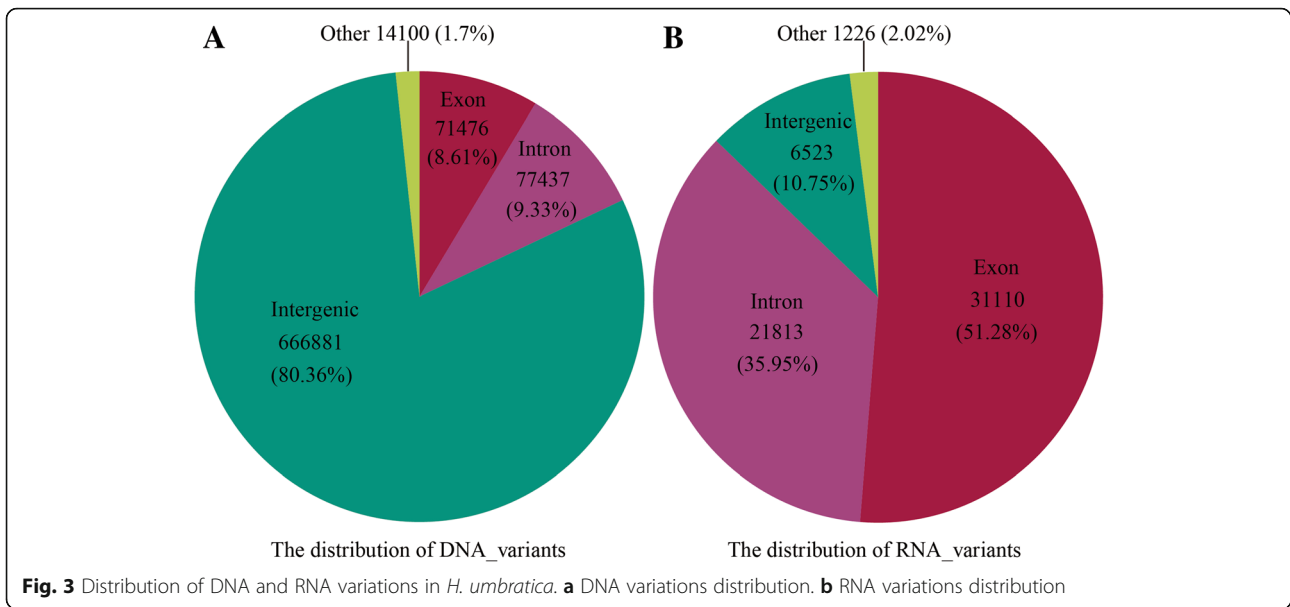 A
Other 14100 (1.7%)
Exon
71476
(8.61%)
Intron
77437
(9.33%)
Intergenic
666881
(80.36%)
The distribution of DNA_variants
B
Other 1226 (2.02%)
Intergenic
6523
(10.75%)
Exon
31110
(51.28%)
Intron
21813
(35.95%)
The distribution of RNA_variants
Fig. 3 Distribution of DNA and RNA variations in H. umbratica. a DNA variations distribution. b RNA variations distribution